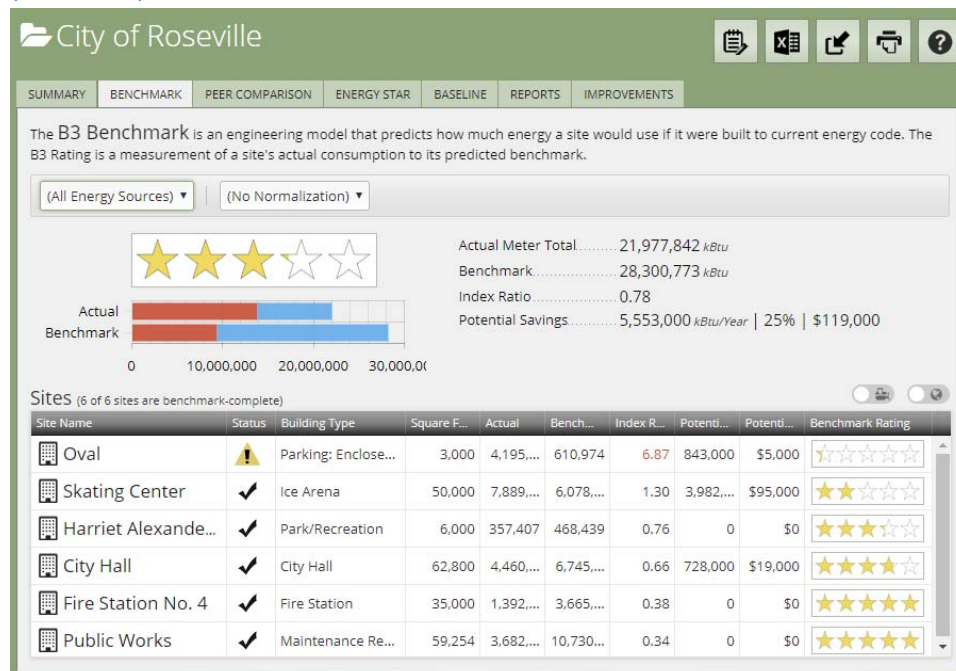 City of Roseville
SUMMARY BENCHMARK PEER COMPARISON ENERGY STAR BASELINE REPORTS IMPROVEMENTS
The B3 Benchmark is an engineering model that predicts how much energy a site would use if it were built to current energy code. The
B3 Rating is a measurement of a site's actual consumption to its predicted benchmark.
(All Energy Sources) (No Normalization)
Actual Meter Total 21,977,842 kBtu
Benchmark 28,300,773 kBtu
Index Ratio 0.78
Potential Savings 5,553,000 kBtu/Year | 25% | $119,000
Actual
Benchmark
0 10,000,000 20,000,000 30,000,0
Sites (6 of 6 sites are benchmark-complete)
Site Name Status Building Type Square F... Actual Bench... Index R... Potenti... Potenti... Benchmark Rating
Oval Parking: Enclose... 3,000 4,195,... 610,974 6.87 843,000 $5,000
Skating Center Ice Arena 50,000 7,889,... 6,078,... 1.30 3,982,... $95,000
Harriet Alexande... Park/Recreation 6,000 357,407 468,439 0.76 0 $0
City Hall City Hall 62,800 4,460,... 6,745,... 0.66 728,000 $19,000
Fire Station No. 4 Fire Station 35,000 1,392,... 3,665,... 0.38 0 $0
Public Works Maintenance Re... 59,254 3,682,... 10,730... 0.34 0 $0